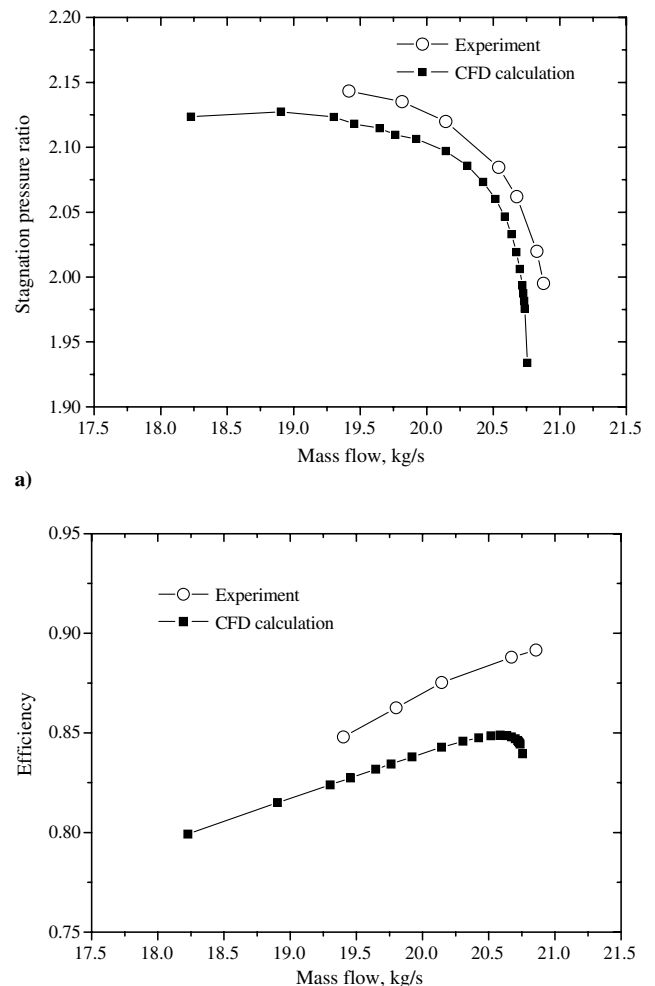 2.20
2.15
2.10
2.05
2.00
1.95
1.90
Stagnation pressure ratio
Experiment
CFD calculation
17.5 18.0 18.5 19.0 19.5 20.0 20.5 21.0 21.5
Mass flow, kg/s
a)
0.95
0.90
0.85
0.80
0.75
Efficiency
Experiment
CFD calculation
17.5 18.0 18.5 19.0 19.5 20.0 20.5 21.0 21.5
Mass flow, kg/s